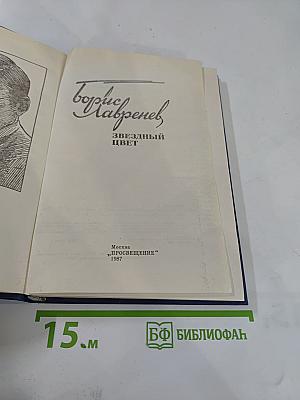 Борис
Лавренев
ЗВЕЗДНЫЙ
ЦВЕТ
Москва
„ПРОСВЕЩЕНИЕ"
1987
15.м
БФ БИБЛИОФАН